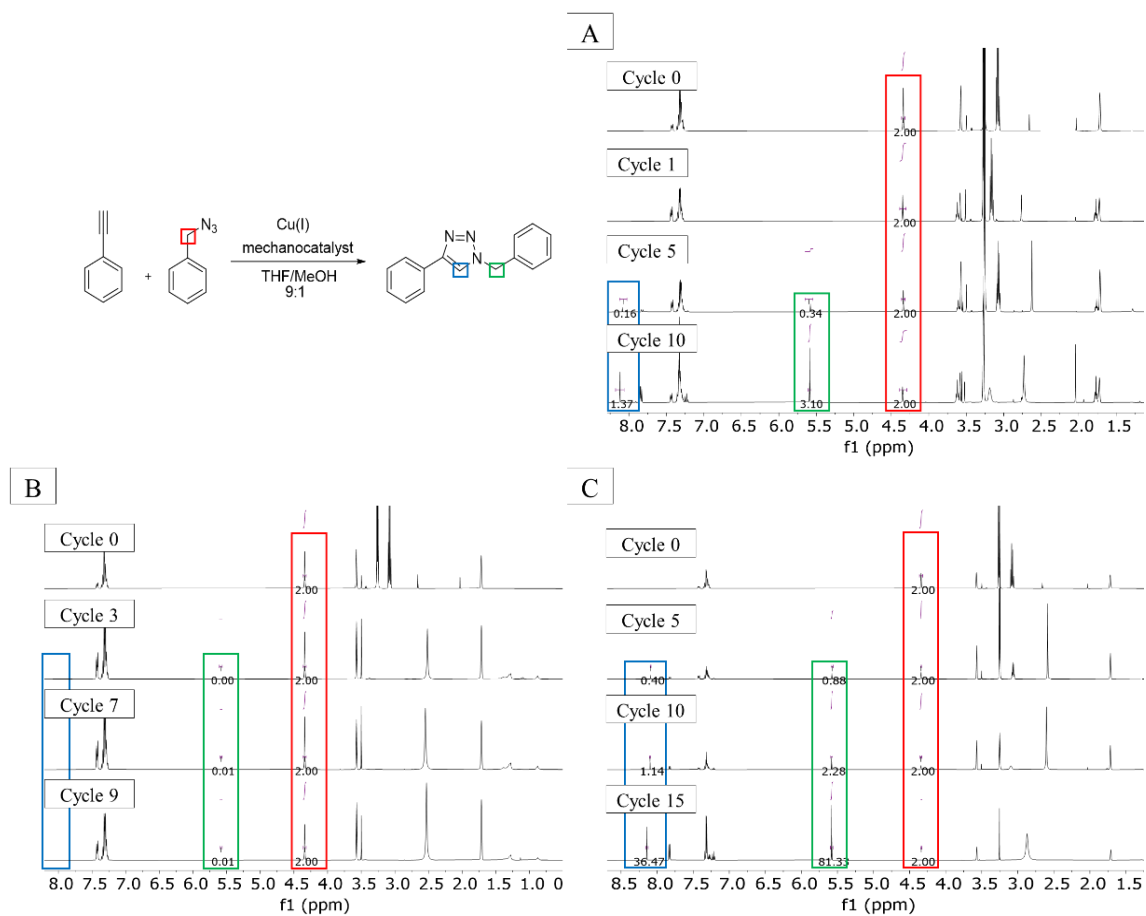 A
Cycle 0
2.00
Cycle 1
2.00
Cycle 5
0.16
0.34
2.00
Cycle 10
1.37
3.10
2.00
8.0 7.5 7.0 6.5 6.0 5.5 5.0 4.5 4.0 3.5 3.0 2.5 2.0 1.5
f1 (ppm)
N3
+
Cu(I)
mechanocatalyst
THF/MeOH
9:1
N=N
N
B
Cycle 0
2.00
Cycle 3
0.00
2.00
Cycle 7
0.01
2.00
Cycle 9
0.01
2.00
8.0 7.5 7.0 6.5 6.0 5.5 5.0 4.5 4.0 3.5 3.0 2.5 2.0 1.5 1.0 0
f1 (ppm)
C
Cycle 0
2.00
Cycle 5
0.40
0.88
2.00
Cycle 10
1.14
2.28
2.00
Cycle 15
36.47
81.33
2.00
8.5 8.0 7.5 7.0 6.5 6.0 5.5 5.0 4.5 4.0 3.5 3.0 2.5 2.0 1.5
f1 (ppm)